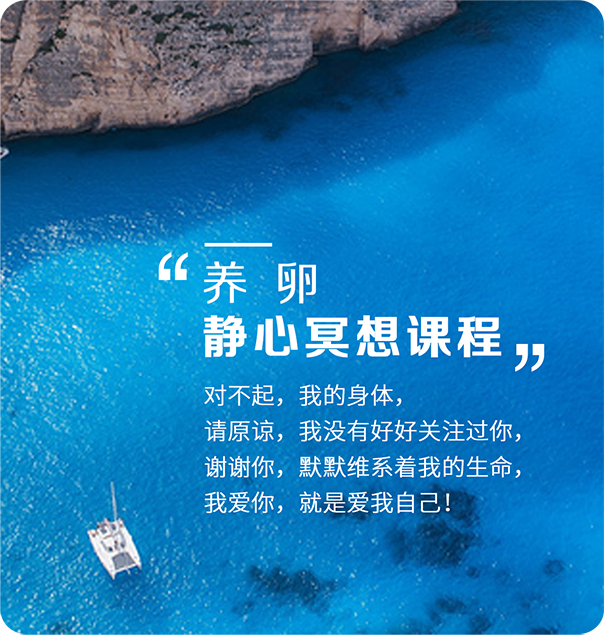 “养 卵
静心冥想课程”
对不起，我的身体，
请原谅，我没有好好关注过你，
谢谢你，默默维系着我的生命，
我爱你，就是爱我自己！